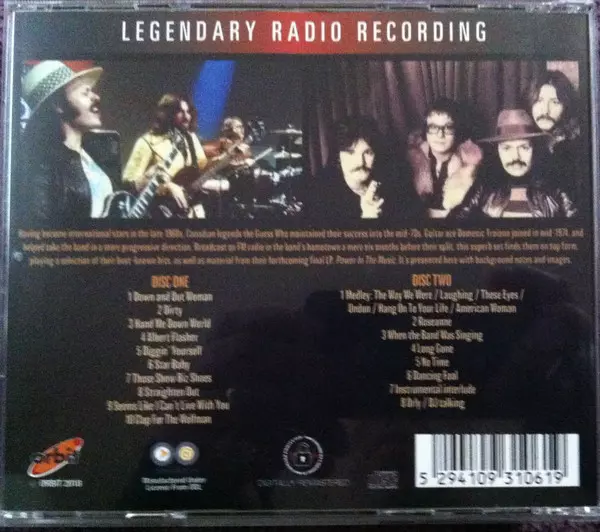 LEGENDARY RADIO RECORDING
Having become international stars in the late 1960s, Canadian legends the Guess Who maintained their success into the mid-70s. Guitar ace Domenic Troiano joined in mid-1974, and
helped take the band in a more progressive direction. Broadcast on FM radio in the band's hometown a mere six months before their split, this superb set finds them on top form,
playing a selection of their best-known hits, as well as material from their forthcoming final LP, Power In The Music. It's presented here with background notes and images.
DISC ONE
1 Down and Out Woman
2 Dirty
3 Hand Me Down World
4 Albert Flasher
5 Diggin' Yourself
6 Star Baby
7 Those Show Biz Shoes
8 Straighten Out
9 Seems Like I Can't Live With You
10 Clap For The Wolfman
DISC TWO
1 Medley: The Way We Were / Laughing / These Eyes /
Undun / Hang On To Your Life / American Woman
2 Roseanne
3 When the Band Was Singing
4 Long Gone
5 No Time
6 Dancing Fool
7 Instrumental interlude
8 Orly / DJ talking
orbit
Manufactured Under
License From
DIGITALLY REMASTERED
5 294109 310619